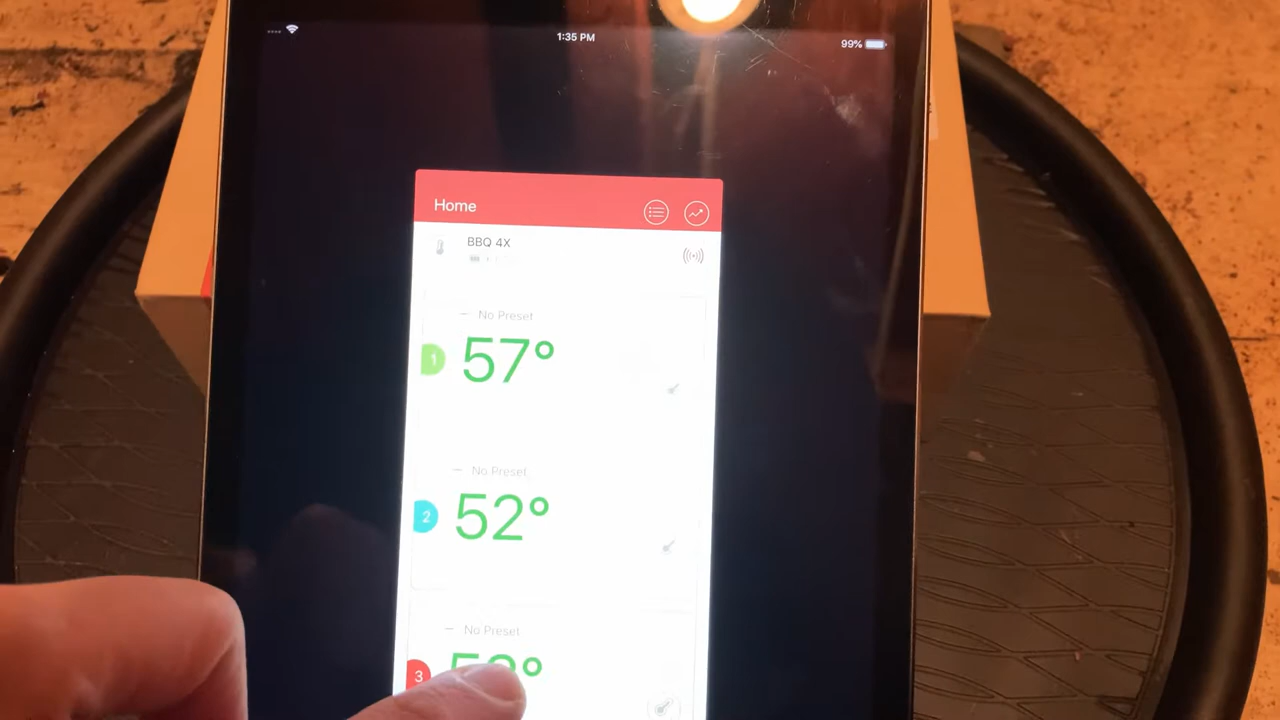 1:35 PM
99%
Home
BBQ 4X
No Preset
1
57°
No Preset
2
52°
No Preset
3